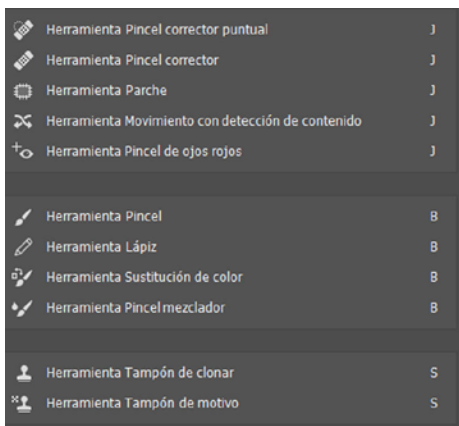 Herramienta Pincel corrector puntual J
Herramienta Pincel corrector J
Herramienta Parche J
Herramienta Movimiento con detección de contenido J
Herramienta Pincel de ojos rojos J
Herramienta Pincel B
Herramienta Lápiz B
Herramienta Sustitución de color B
Herramienta Pincel mezclador B
Herramienta Tampón de clonar S
Herramienta Tampón de motivo S